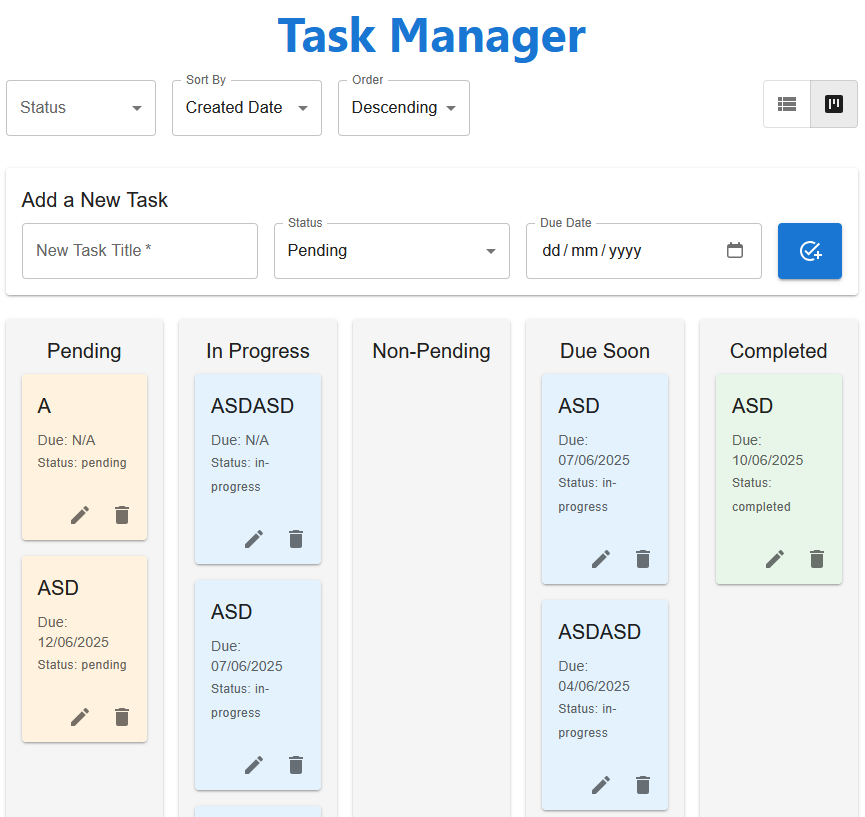 Task Manager
Status
Sort By
Created Date
Order
Descending
Add a New Task
New Task Title *
Status
Pending
Due Date
dd/mm/yyyy
Pending
A
Due: N/A
Status: pending
ASD
Due:
12/06/2025
Status: pending
In Progress
ASDASD
Due: N/A
Status: in-
progress
ASD
Due:
07/06/2025
Status: in-
progress
Non-Pending
Due Soon
ASD
Due:
07/06/2025
Status: in-
progress
ASDASD
Due:
04/06/2025
Status: in-
progress
Completed
ASD
Due:
10/06/2025
Status:
completed